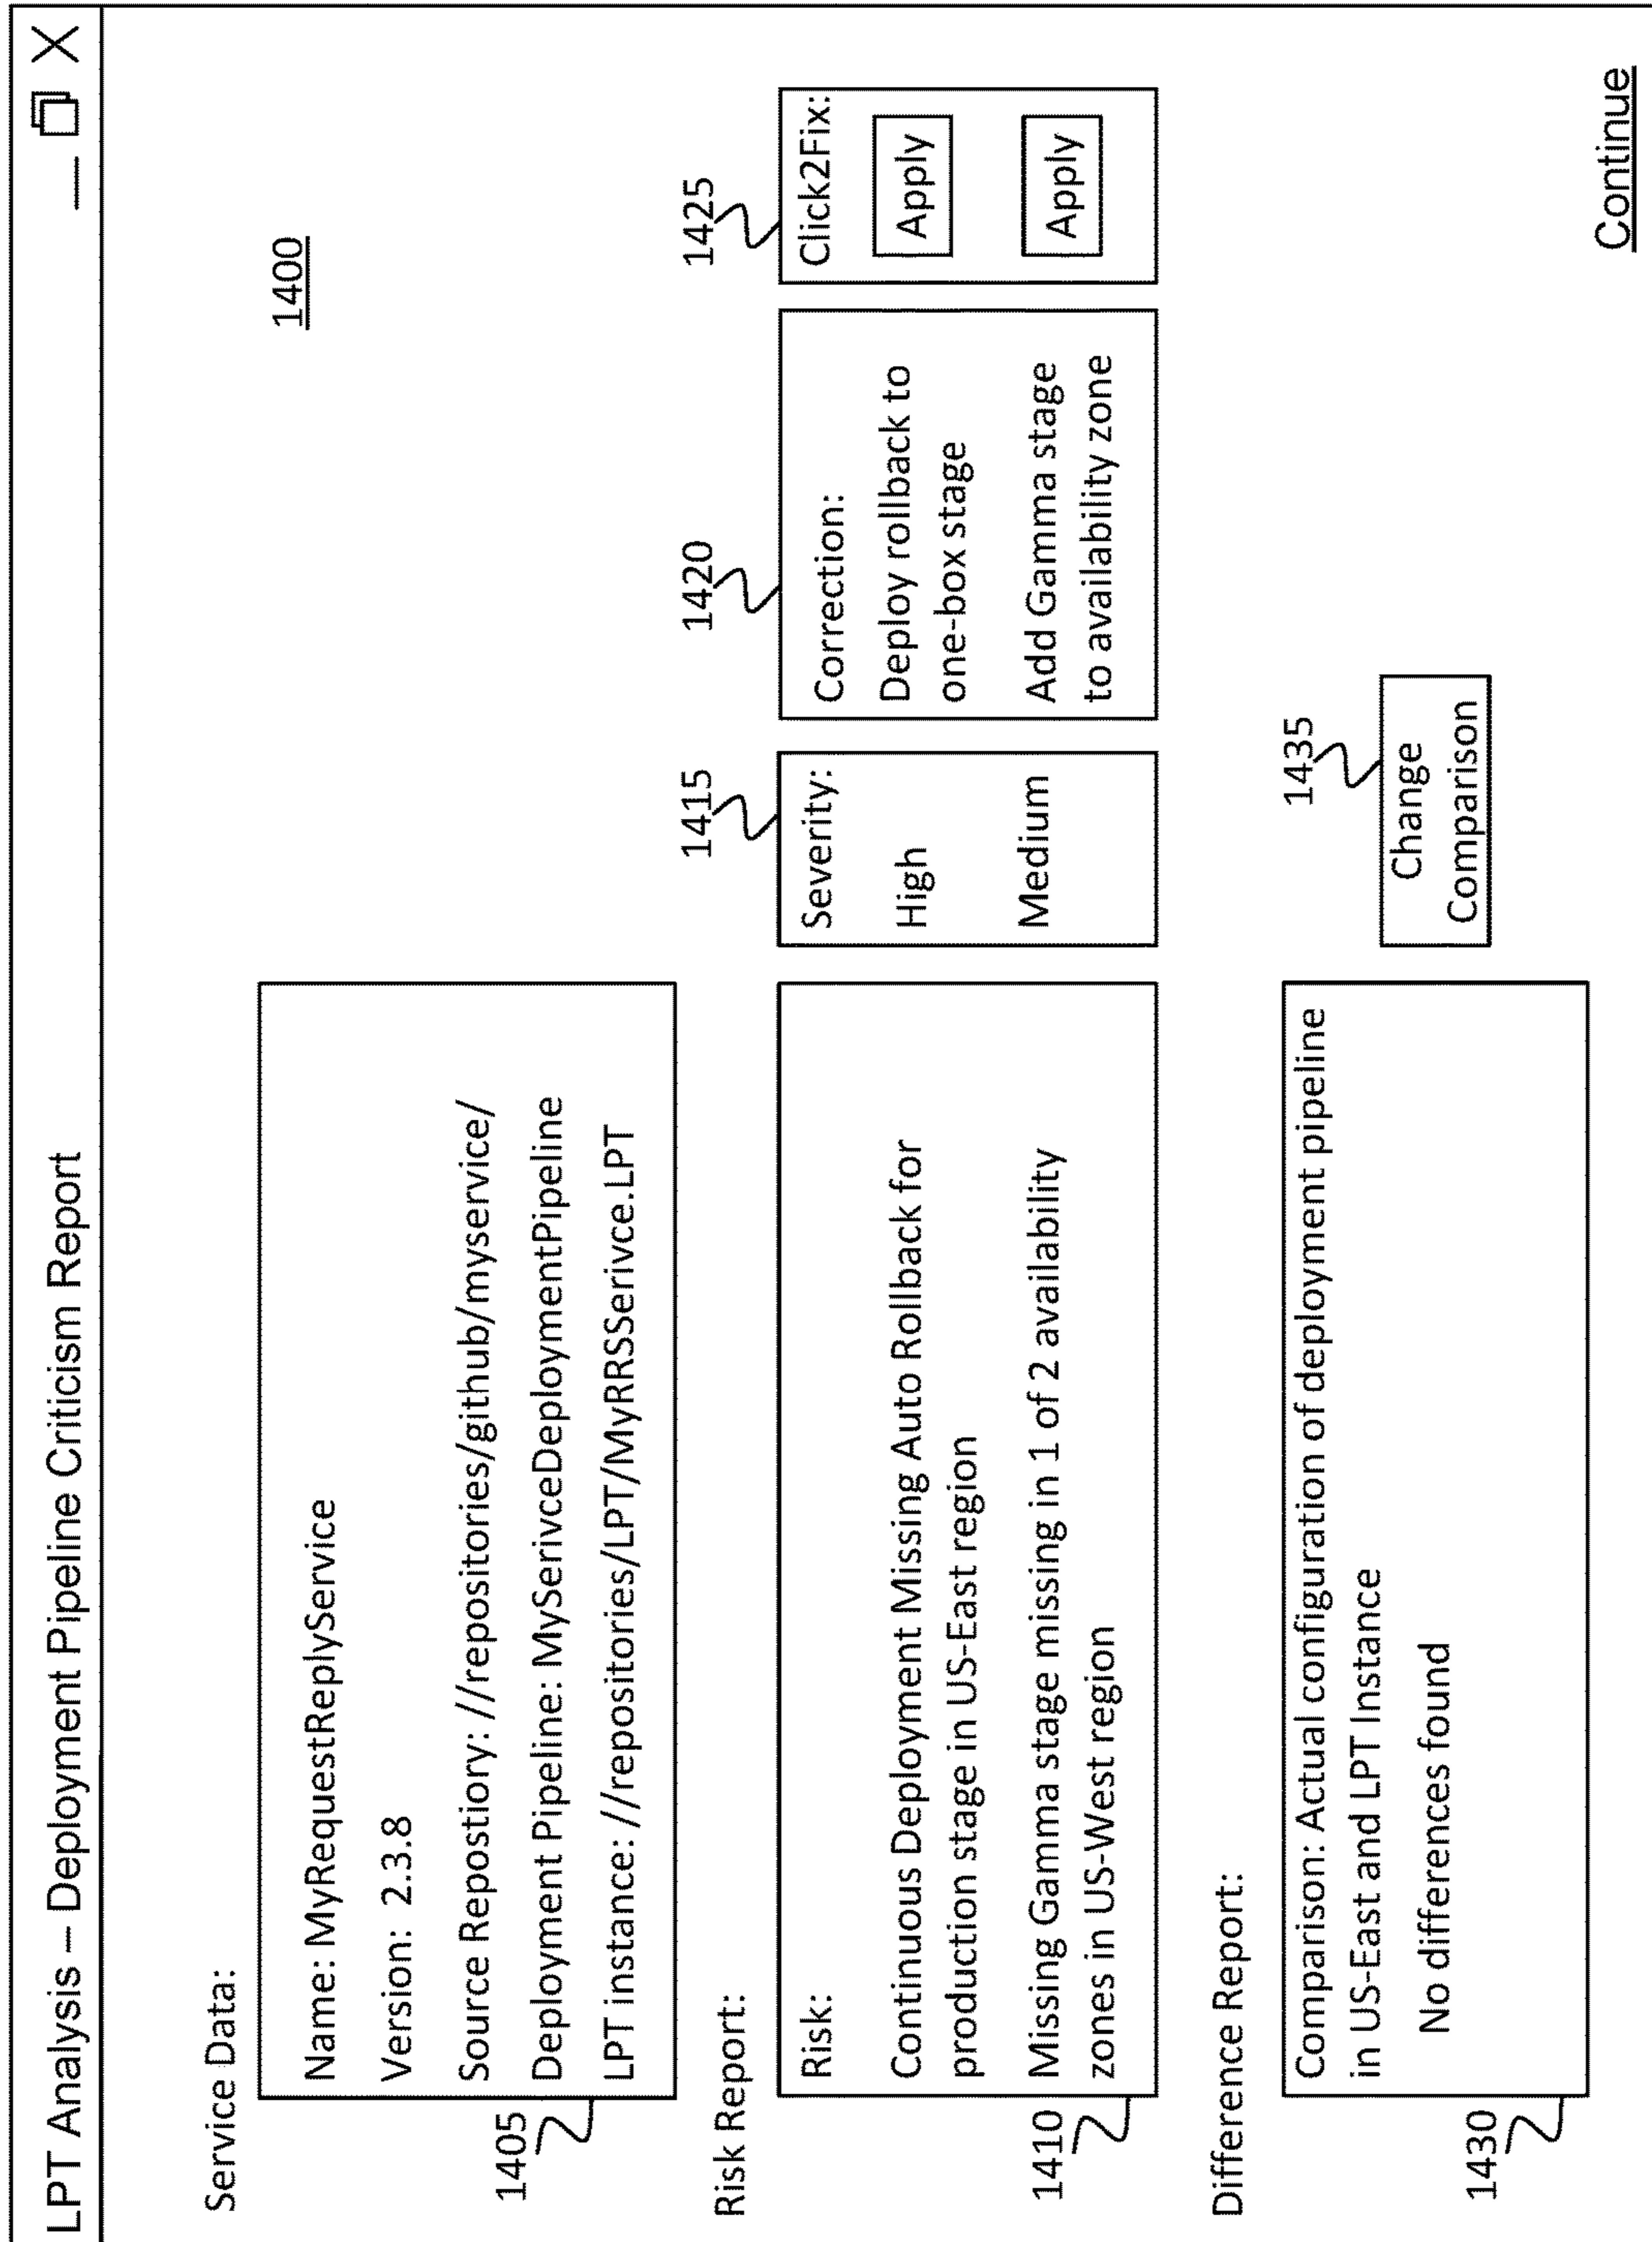 LPT Analysis – Deployment Pipeline Criticism Report
1400
Service Data:
1405
Name: MyRequestReplyService
Version: 2.3.8
Source Repostiory: //repositories/github/myservice/
Deployment Pipeline: MySerivceDeploymentPipeline
LPT instance: //repositories/LPT/MyRRSSerivce.LPT
Risk Report:
1410
Risk:
Continuous Deployment Missing Auto Rollback for
production stage in US-East region
Missing Gamma stage missing in 1 of 2 availability
zones in US-West region
1415
Severity:
High
Medium
1420
Correction:
Deploy rollback to
one-box stage
Add Gamma stage
to availability zone
1425
Click2Fix:
Apply
Apply
Difference Report:
1430
Comparison: Actual configuration of deployment pipeline
in US-East and LPT Instance
No differences found
1435
Change
Comparison
Continue